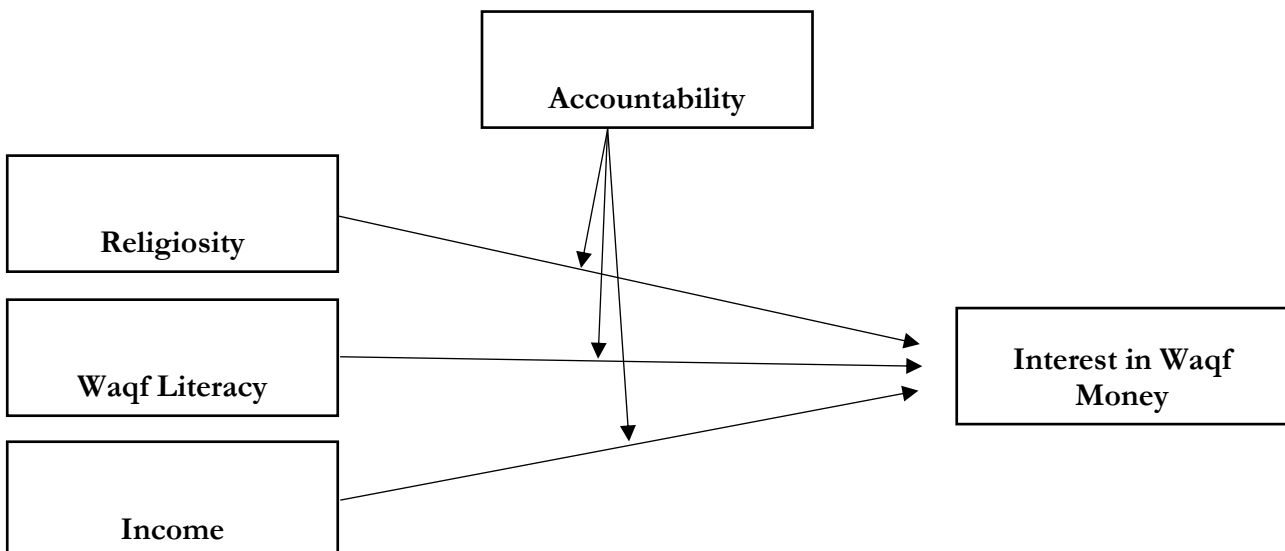 Accountability
Religiosity
Waqf Literacy
Interest in Waqf
Money
Income